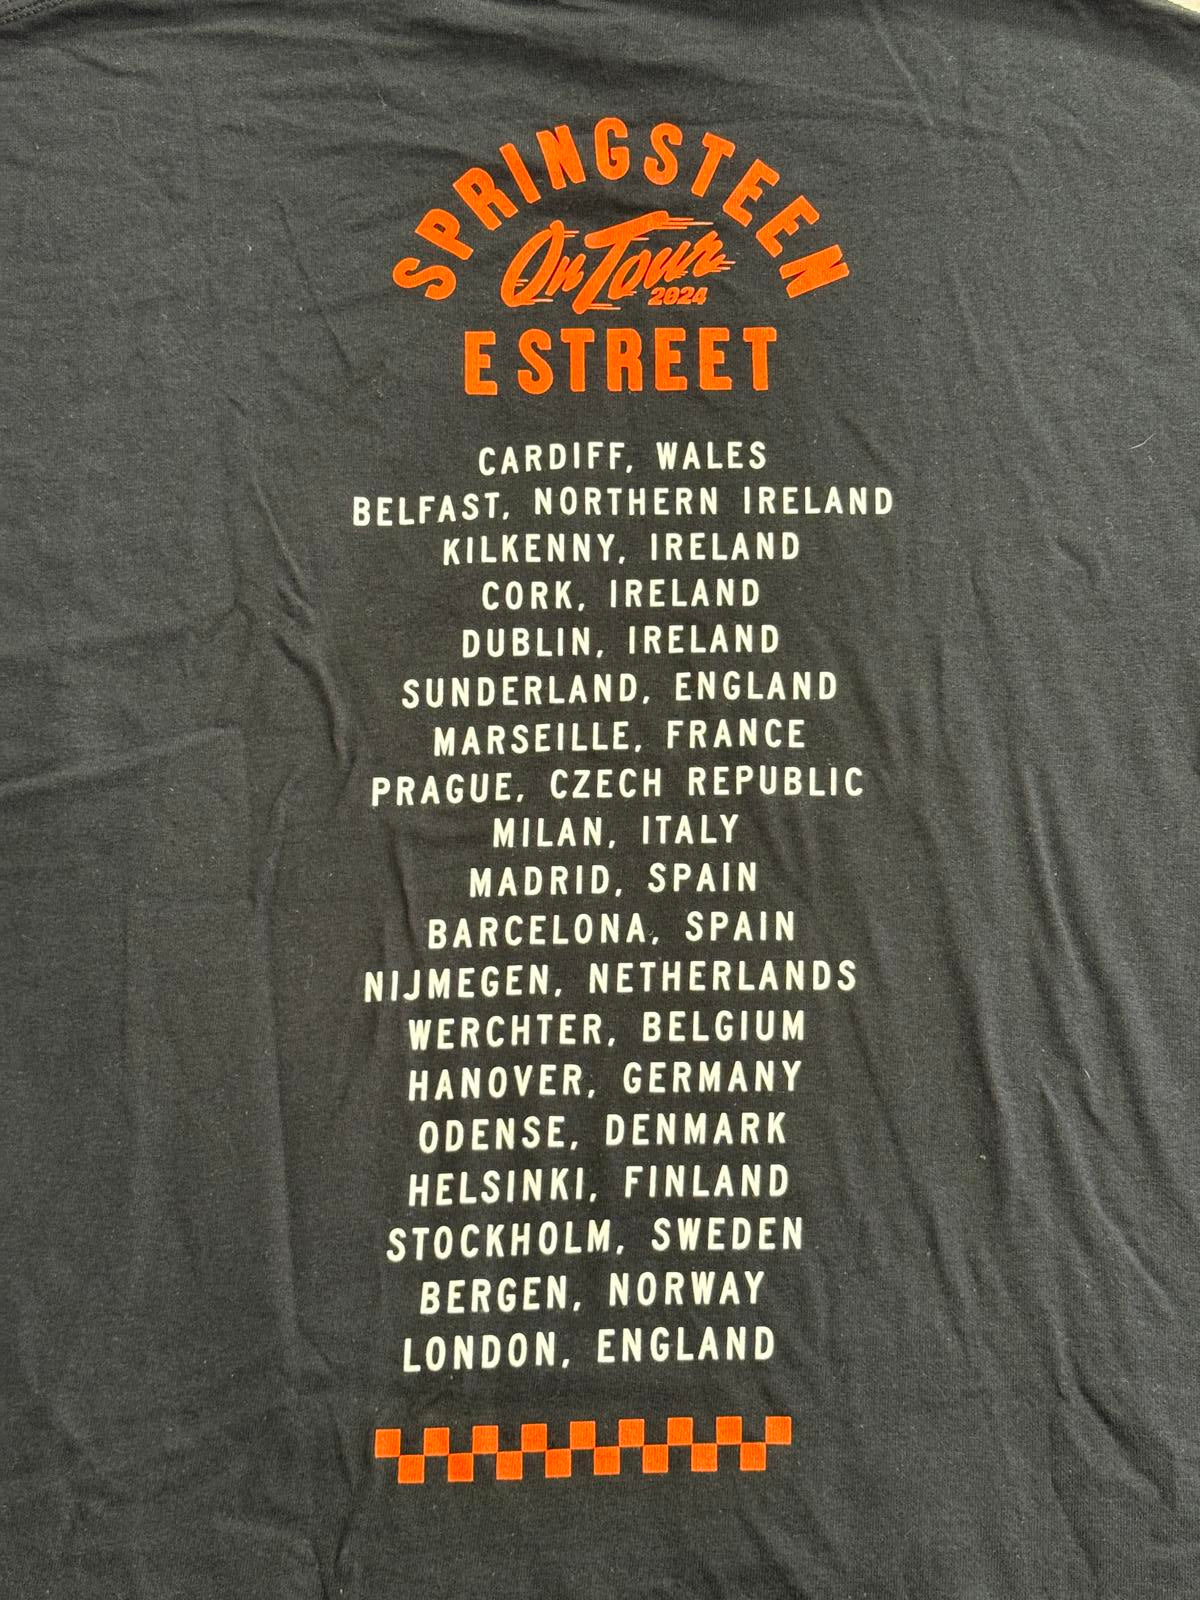 SPRINGSTEEN
On Tour
2024
E STREET
CARDIFF, WALES
BELFAST, NORTHERN IRELAND
KILKENNY, IRELAND
CORK, IRELAND
DUBLIN, IRELAND
SUNDERLAND, ENGLAND
MARSEILLE, FRANCE
PRAGUE, CZECH REPUBLIC
MILAN, ITALY
MADRID, SPAIN
BARCELONA, SPAIN
NIJMEGEN, NETHERLANDS
WERCHTER, BELGIUM
HANOVER, GERMANY
ODENSE, DENMARK
HELSINKI, FINLAND
STOCKHOLM, SWEDEN
BERGEN, NORWAY
LONDON, ENGLAND